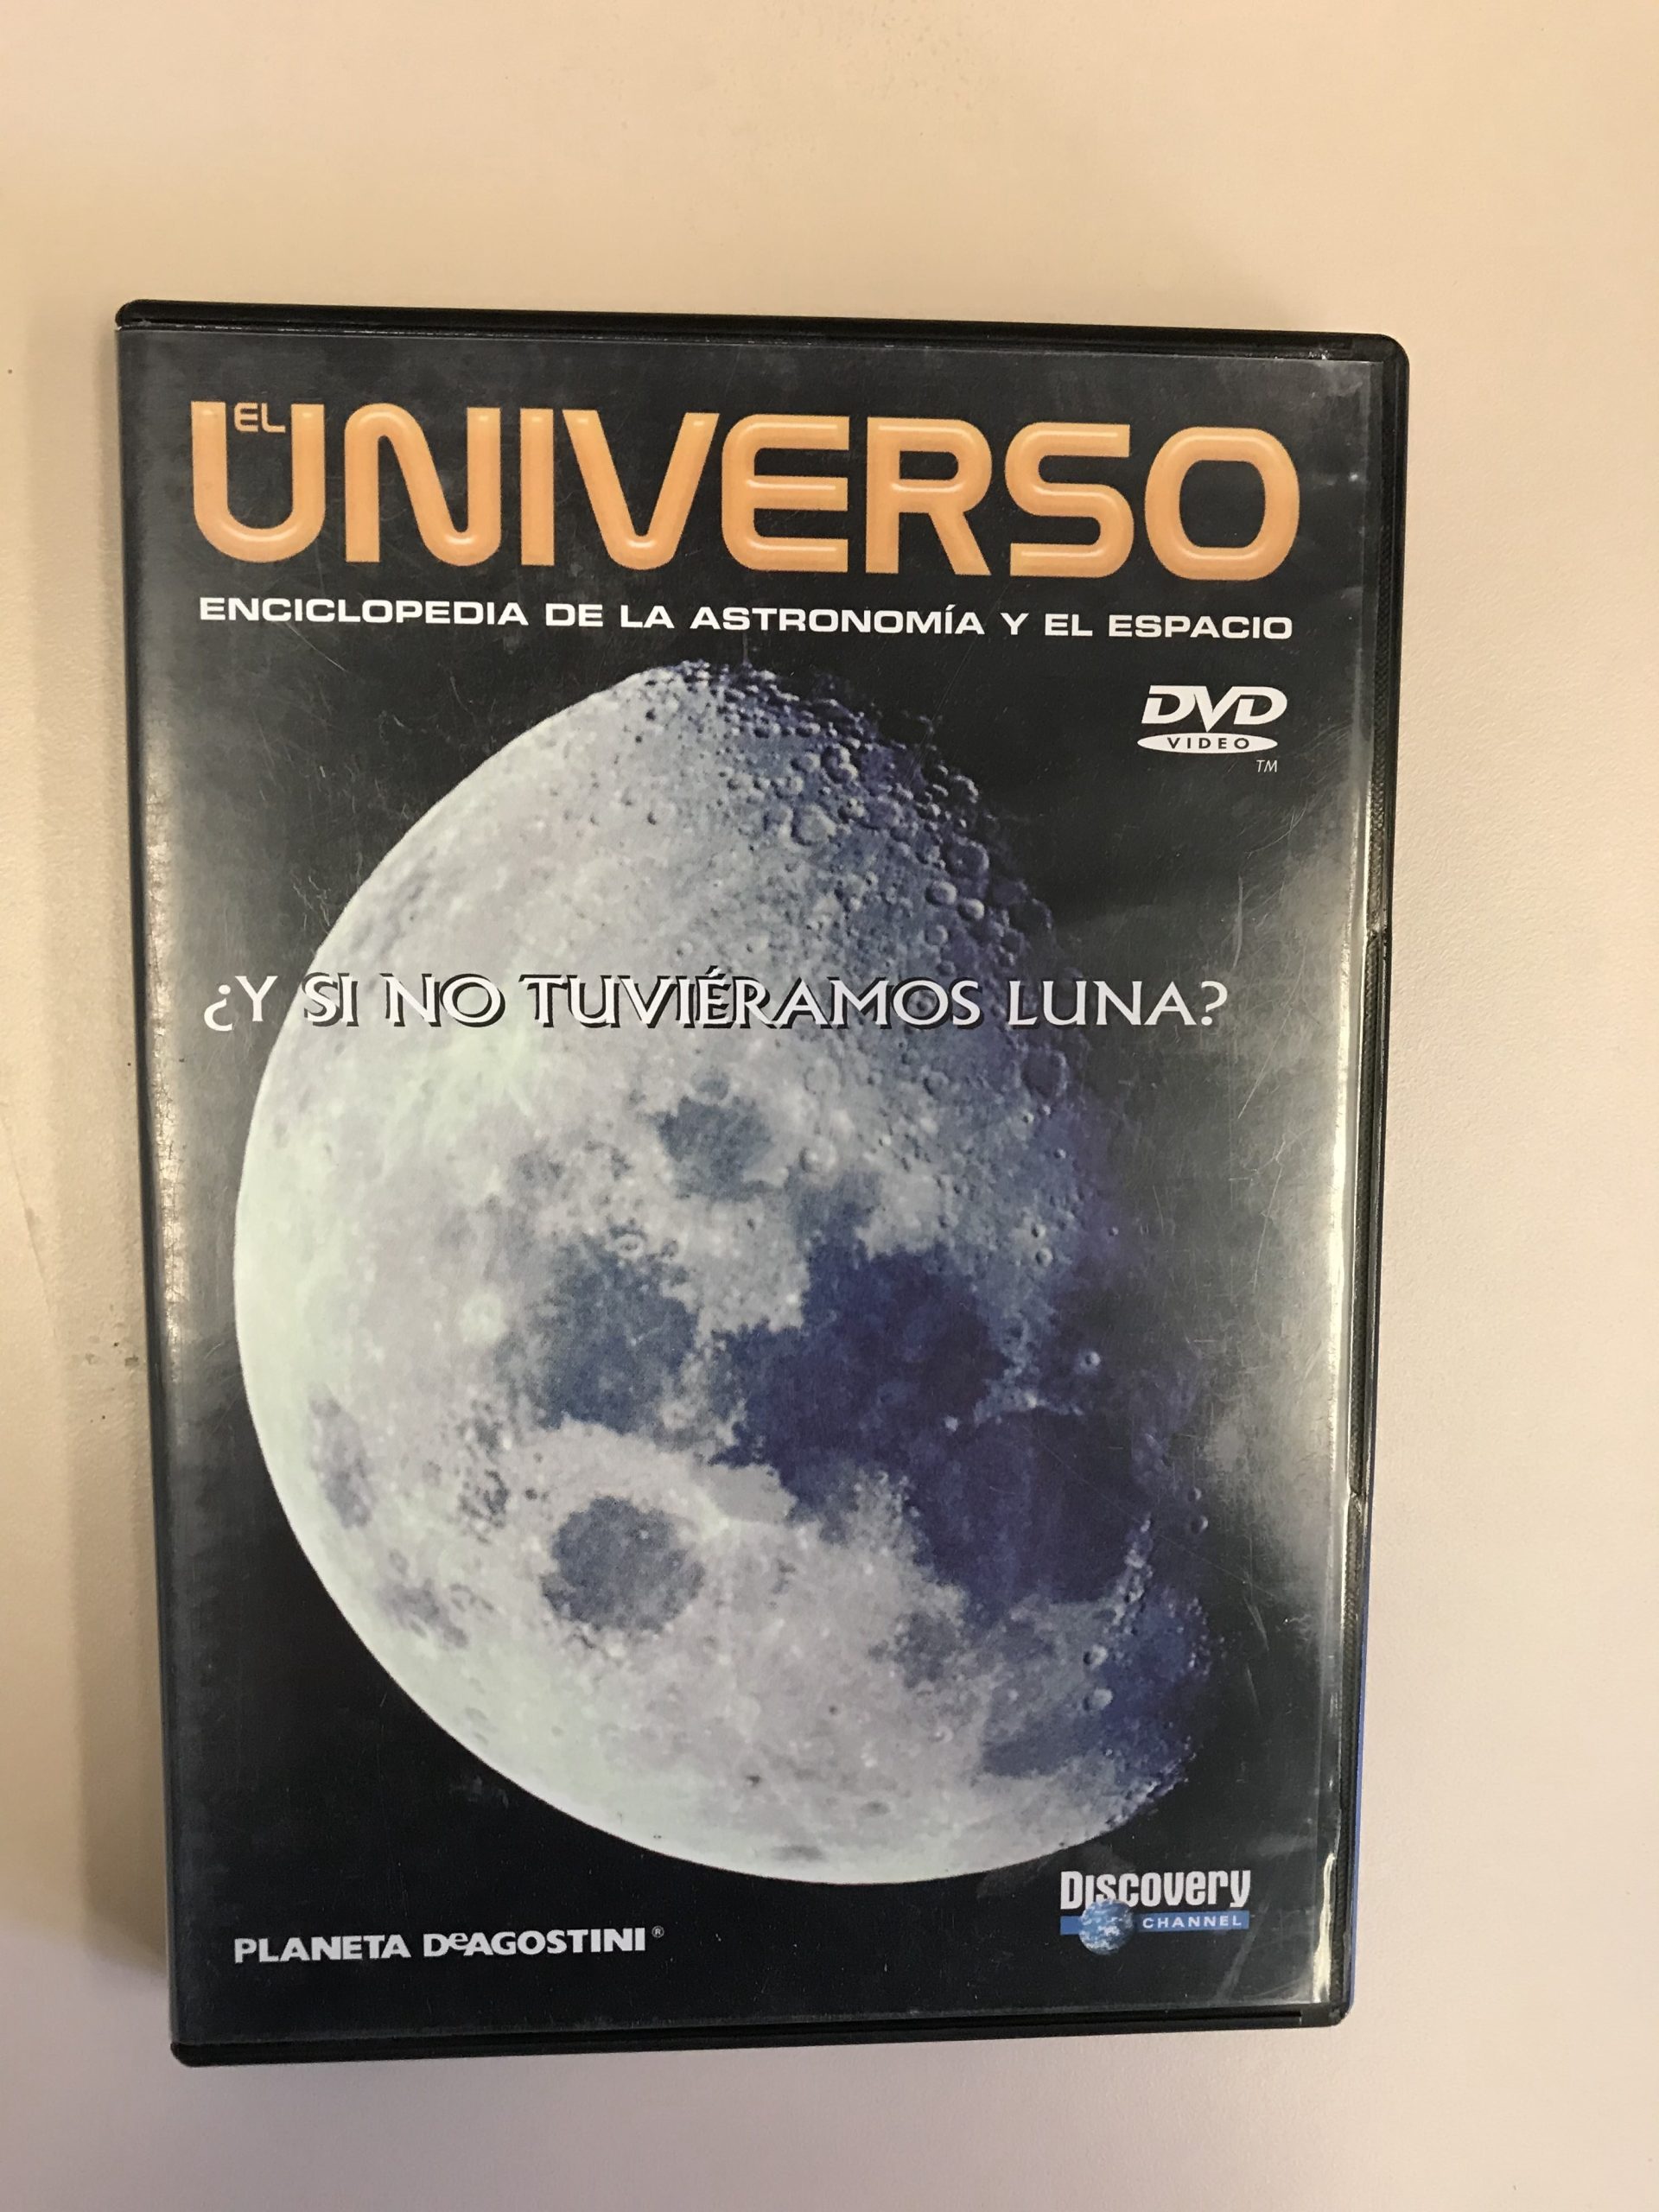 EL
UNIVERSO
ENCICLOPEDIA DE LA ASTRONOMÍA Y EL ESPACIO
DVD
VIDEO
TM
¿Y SI NO TUVIÉRAMOS LUNA?
Discovery
CHANNEL
PLANETA DeAGOSTINI®